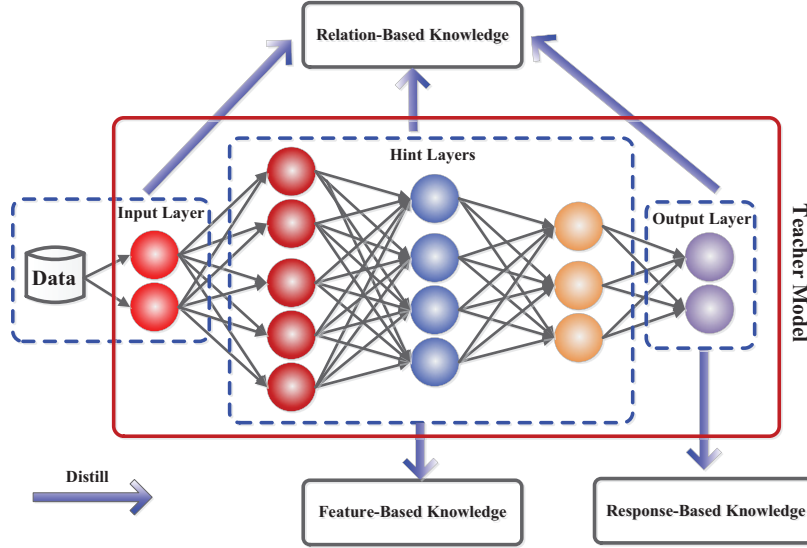 Relation-Based Knowledge
Hint Layers
Input Layer
Output Layer
Data
Teacher Model
Distill
Feature-Based Knowledge
Response-Based Knowledge